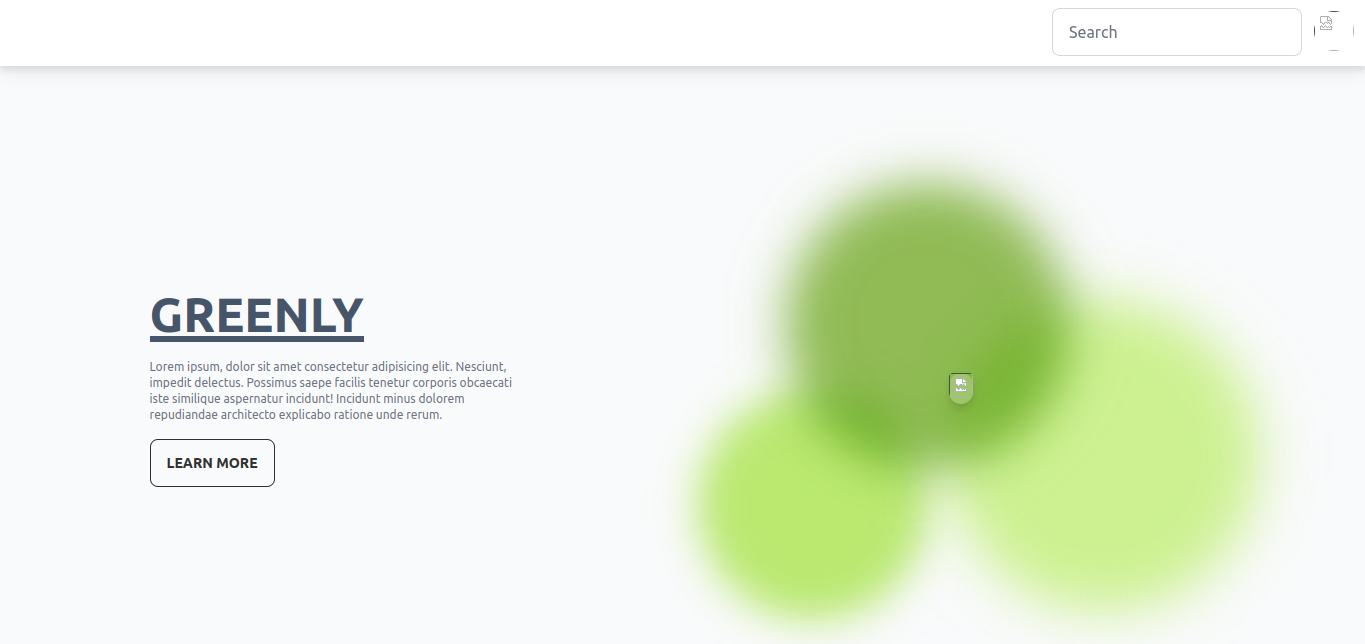 Search
GREENLY
Lorem ipsum, dolor sit amet consectetur adipisicing elit. Nesciunt,
impedit delectus. Possimus saepe facilis tenetur corporis obcaecati
iste similique aspernatur incidunt! Incidunt minus dolorem
repudiandae architecto explicabo ratione unde rerum.
LEARN MORE